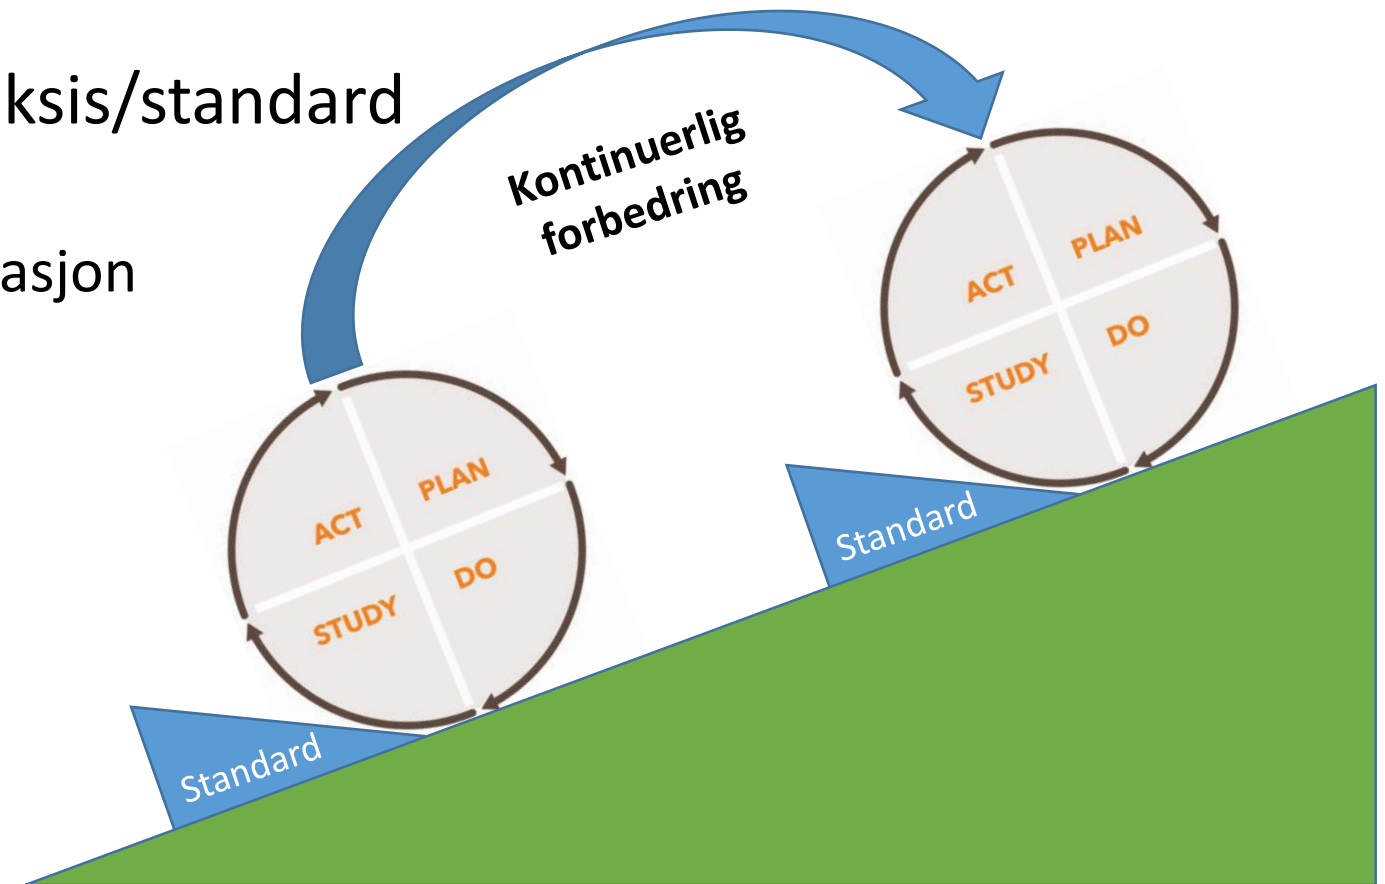 ksis/standard
asjon
Kontinuerlig
forbedring
PLAN
ACT
DO
STUDY
Standard
PLAN
ACT
DO
STUDY
Standard